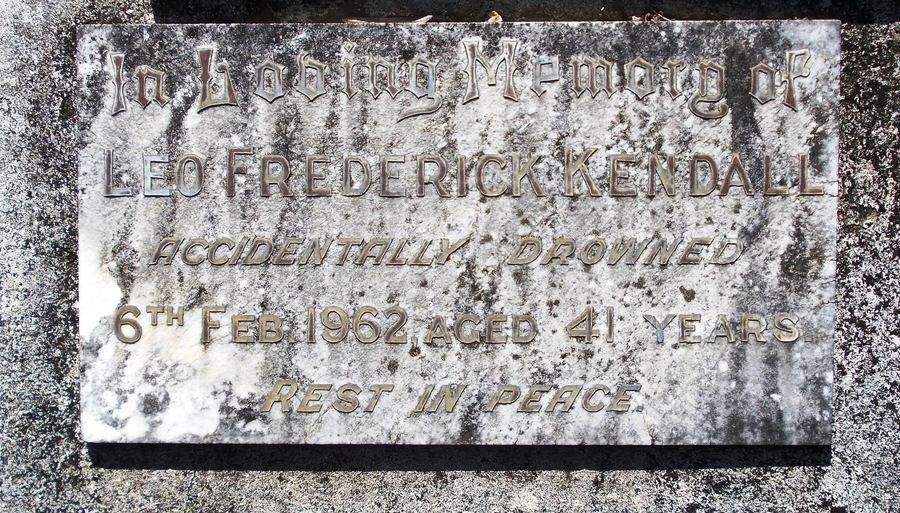 In Loving Memory of
LEO FREDERICK KENDALL
ACCIDENTALLY DROWNED
6TH FEB. 1962, AGED 41 YEARS.
REST IN PEACE